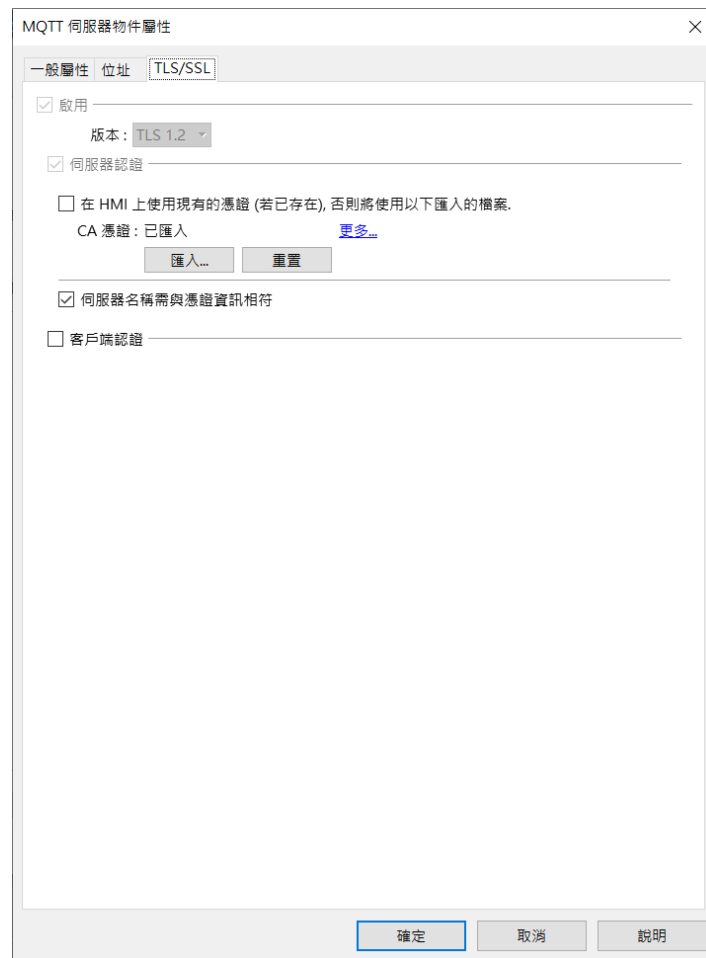 MQTT 伺服器物件屬性
一般屬性 位址 TLS/SSL
啟用
版本 : TLS 1.2
伺服器認證
在 HMI 上使用現有的憑證 (若已存在), 否則將使用以下匯入的檔案.
CA 憑證 : 已匯入 更多...
匯入... 重置
伺服器名稱需與憑證資訊相符
客戶端認證
確定 取消 說明